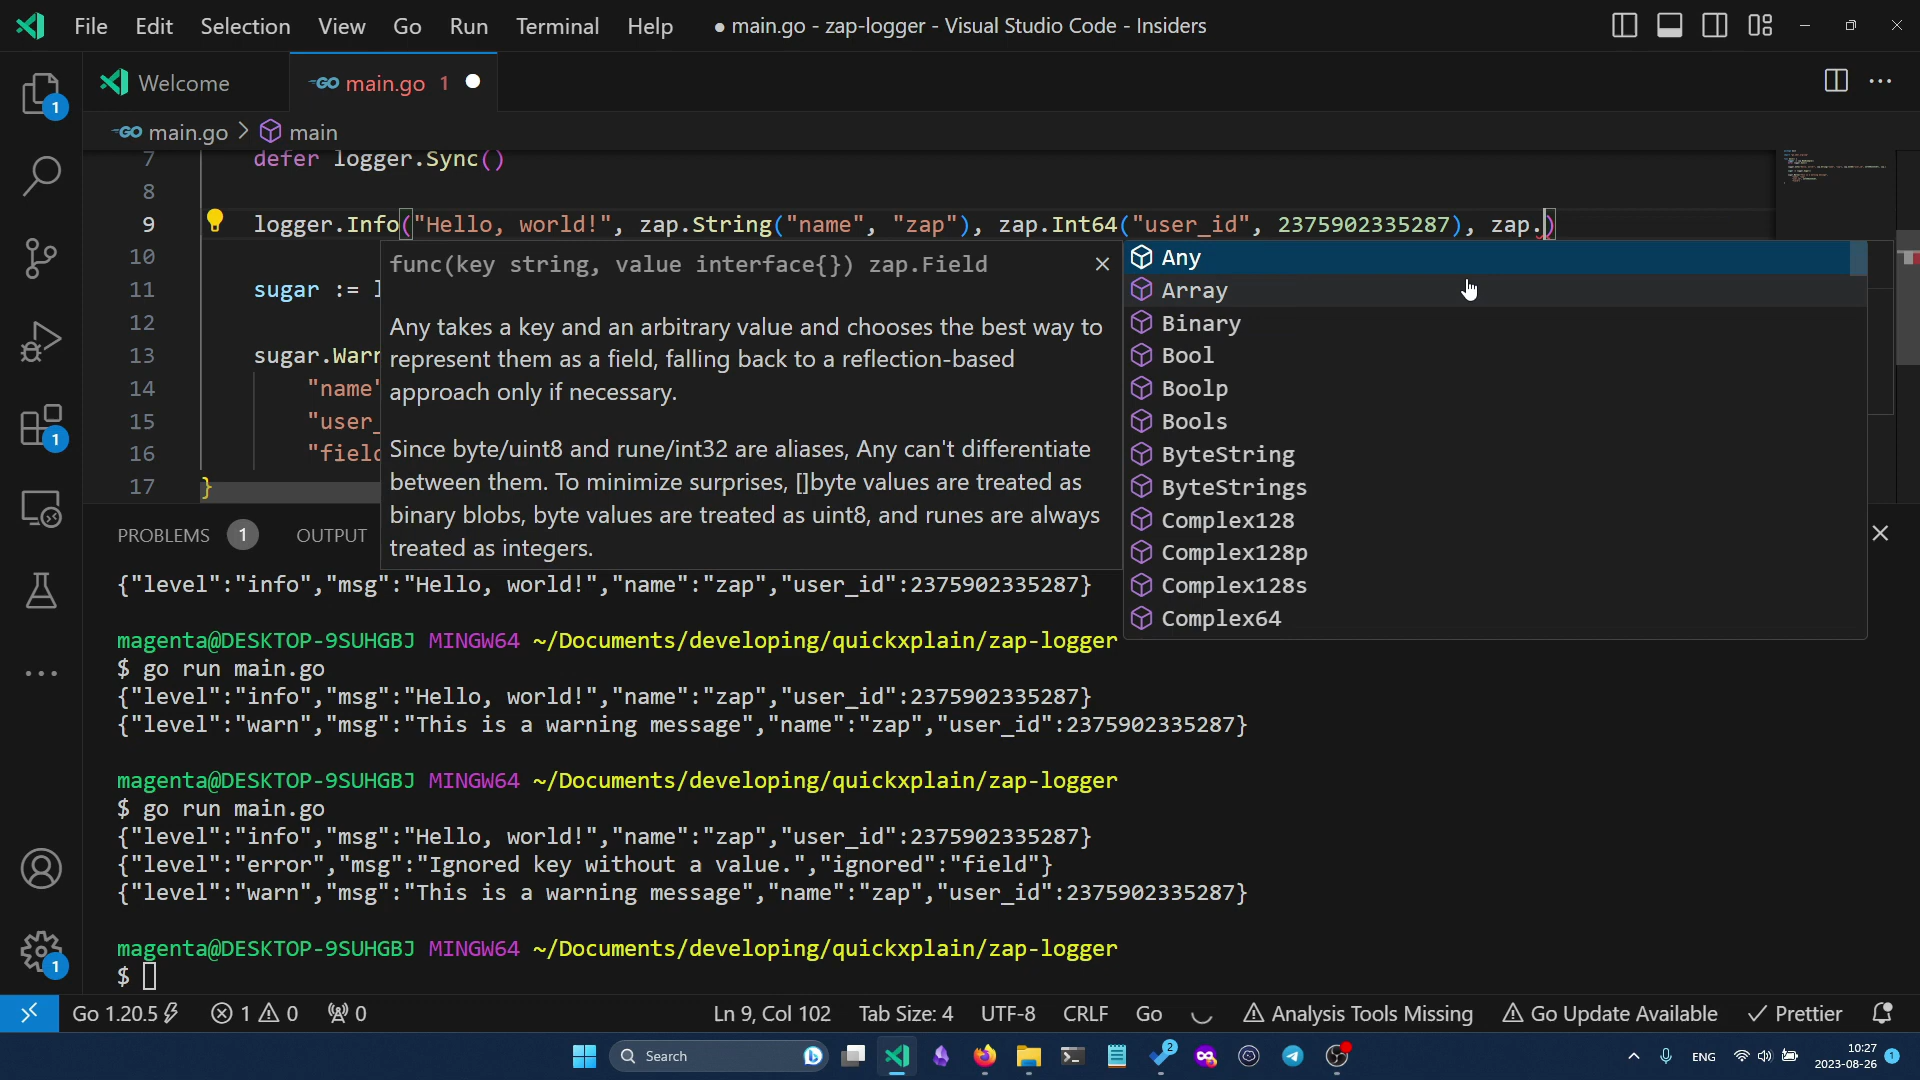 File Edit Selection View Go Run Terminal Help ● main.go - zap-logger - Visual Studio Code - Insiders
Welcome
GO main.go 1
1
GO main.go > main
7 defer logger.Sync()
8
9 logger.Info("Hello, world!", zap.String("name", "zap"), zap.Int64("user_id", 2375902335287), zap.)
10
11 sugar :=
12
13 sugar.Warn
14 "name"
15 "user_
16 "field
17 }
func(key string, value interface{}) zap.Field
Any takes a key and an arbitrary value and chooses the best way to
represent them as a field, falling back to a reflection-based
approach only if necessary.
Since byte/uint8 and rune/int32 are aliases, Any can't differentiate
between them. To minimize surprises, []byte values are treated as
binary blobs, byte values are treated as uint8, and runes are always
treated as integers.
Any
Array
Binary
Bool
Boolp
Bools
ByteString
ByteStrings
Complex128
Complex128p
Complex128s
Complex64
1
PROBLEMS 1 OUTPUT
{"level":"info","msg":"Hello, world!","name":"zap","user_id":2375902335287}
magenta@DESKTOP-9SUHGBJ MINGW64 ~/Documents/developing/quickxplain/zap-logger
$ go run main.go
{"level":"info","msg":"Hello, world!","name":"zap","user_id":2375902335287}
{"level":"warn","msg":"This is a warning message","name":"zap","user_id":2375902335287}
magenta@DESKTOP-9SUHGBJ MINGW64 ~/Documents/developing/quickxplain/zap-logger
$ go run main.go
{"level":"info","msg":"Hello, world!","name":"zap","user_id":2375902335287}
{"level":"error","msg":"Ignored key without a value.","ignored":"field"}
{"level":"warn","msg":"This is a warning message","name":"zap","user_id":2375902335287}
magenta@DESKTOP-9SUHGBJ MINGW64 ~/Documents/developing/quickxplain/zap-logger
$
1
Go 1.20.5 1 0 0 Ln 9, Col 102 Tab Size: 4 UTF-8 CRLF Go Analysis Tools Missing Go Update Available Prettier
Search 2 ENG 10:27 1
2023-08-26